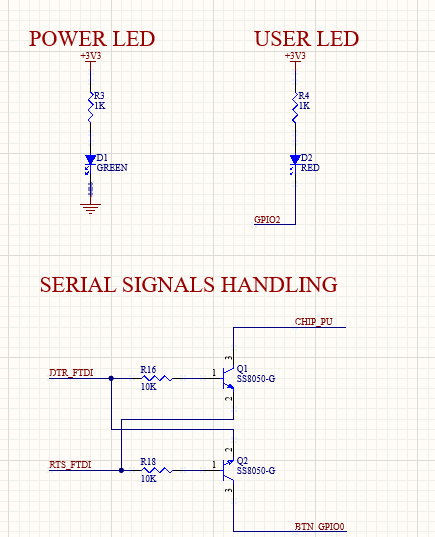 POWER LED
USER LED
+3V3
+3V3
R3
1K
R4
1K
D1
GREEN
D2
RED
GPIO2
SERIAL SIGNALS HANDLING
CHIP_PU
3
DTR_FTDI
R16
10K
1
Q1
SS8050-G
2
2
RTS_FTDI
R18
10K
1
Q2
SS8050-G
3
BTN_GPIO0